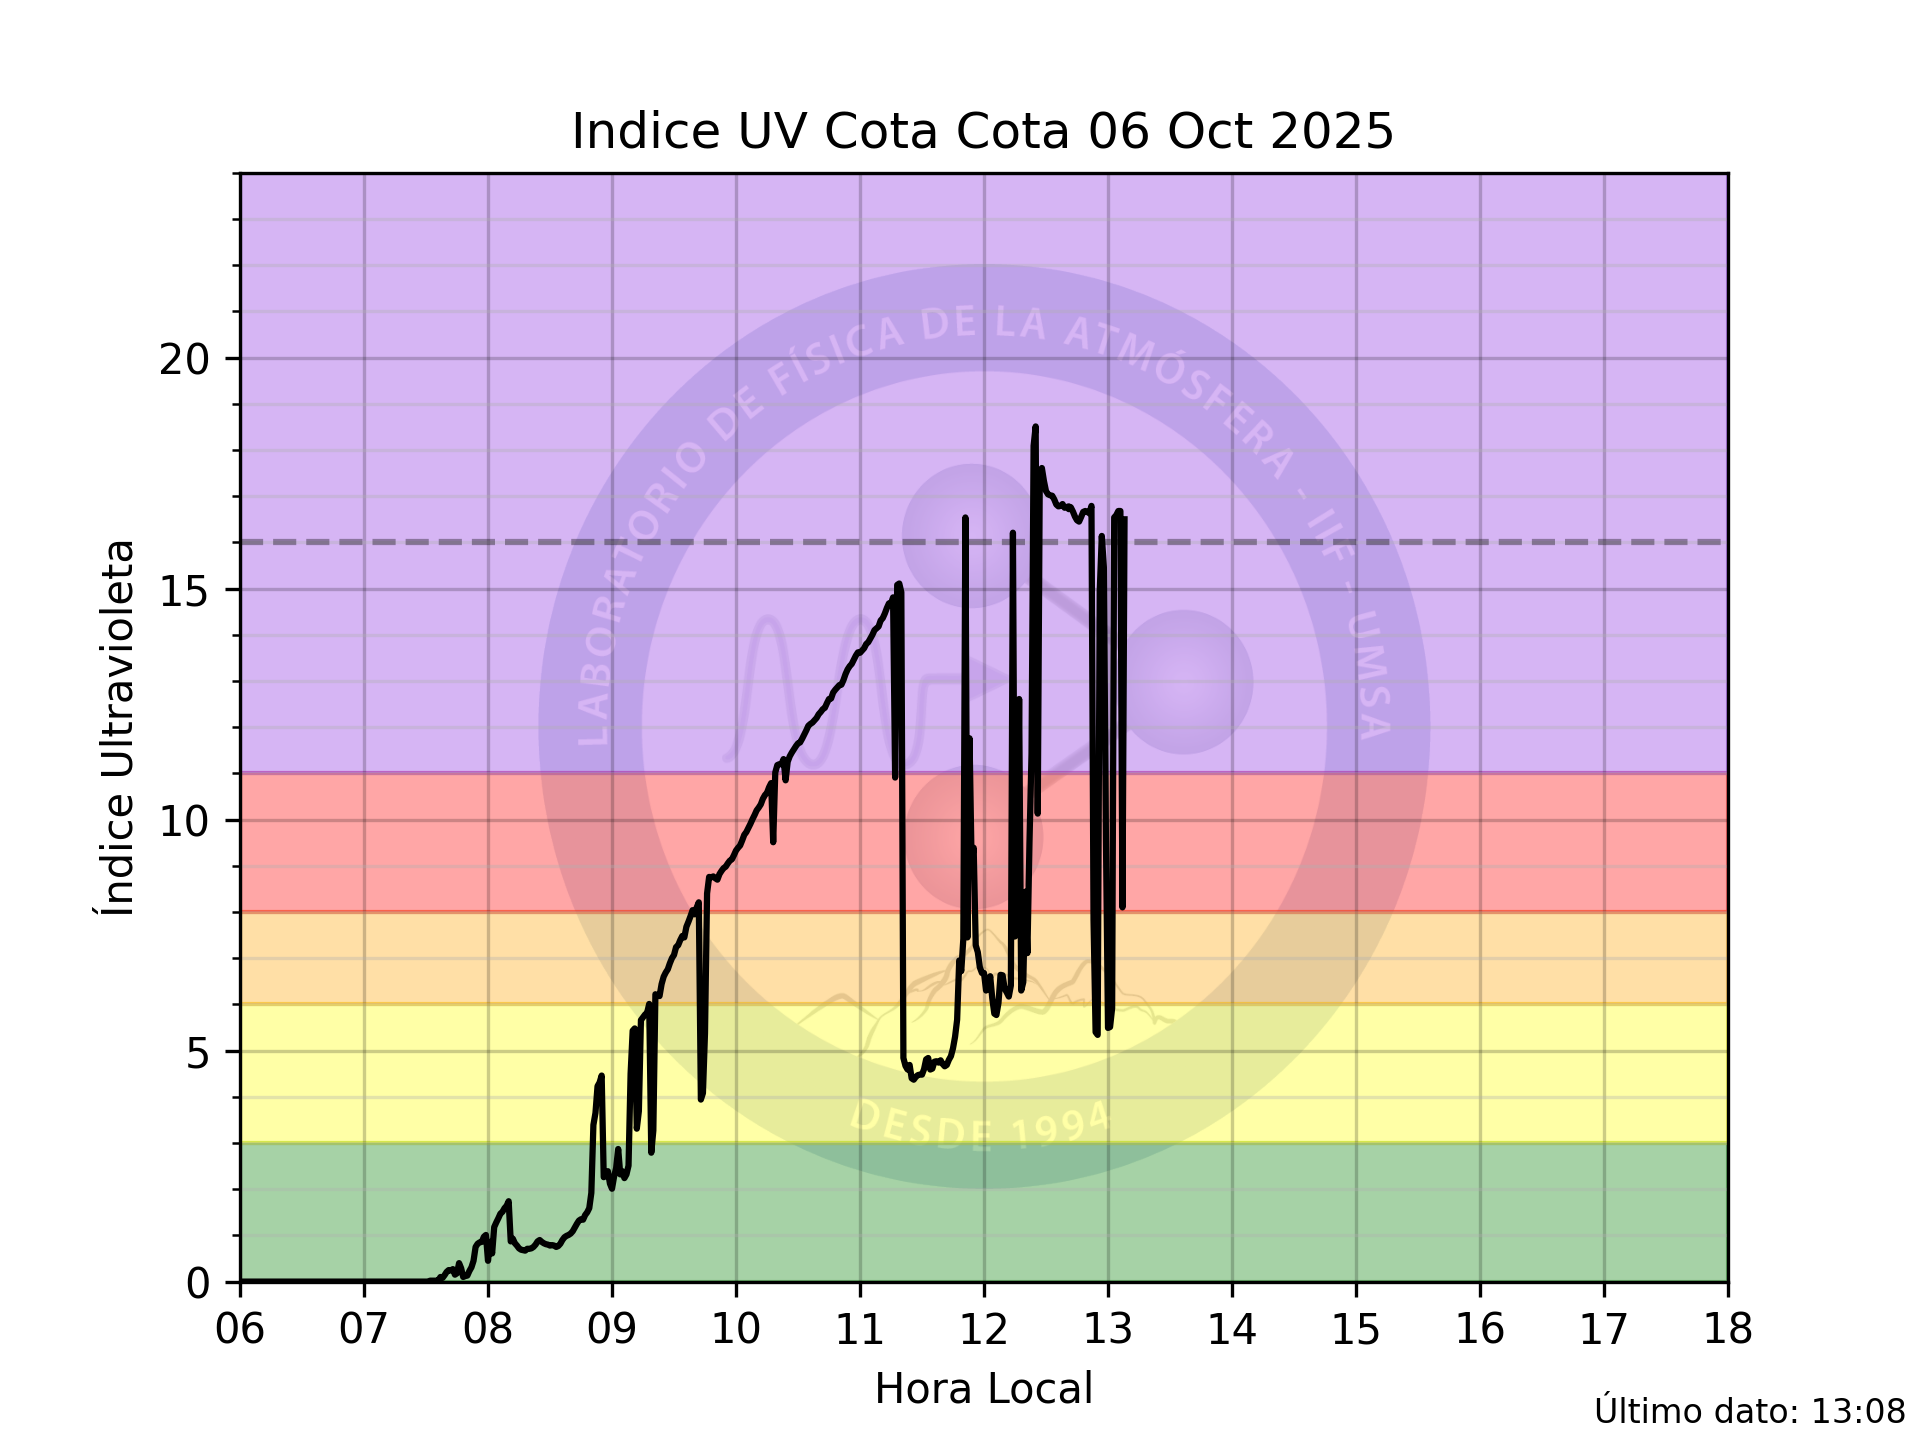 Indice UV Cota Cota 06 Oct 2025
Índice Ultravioleta
20
15
10
5
0
LABORATORIO DE FÍSICA DE LA ATMÓSFERA - IIF - UMSA
DESDE 1994
06 07 08 09 10 11 12 13 14 15 16 17 18
Hora Local
Último dato: 13:08